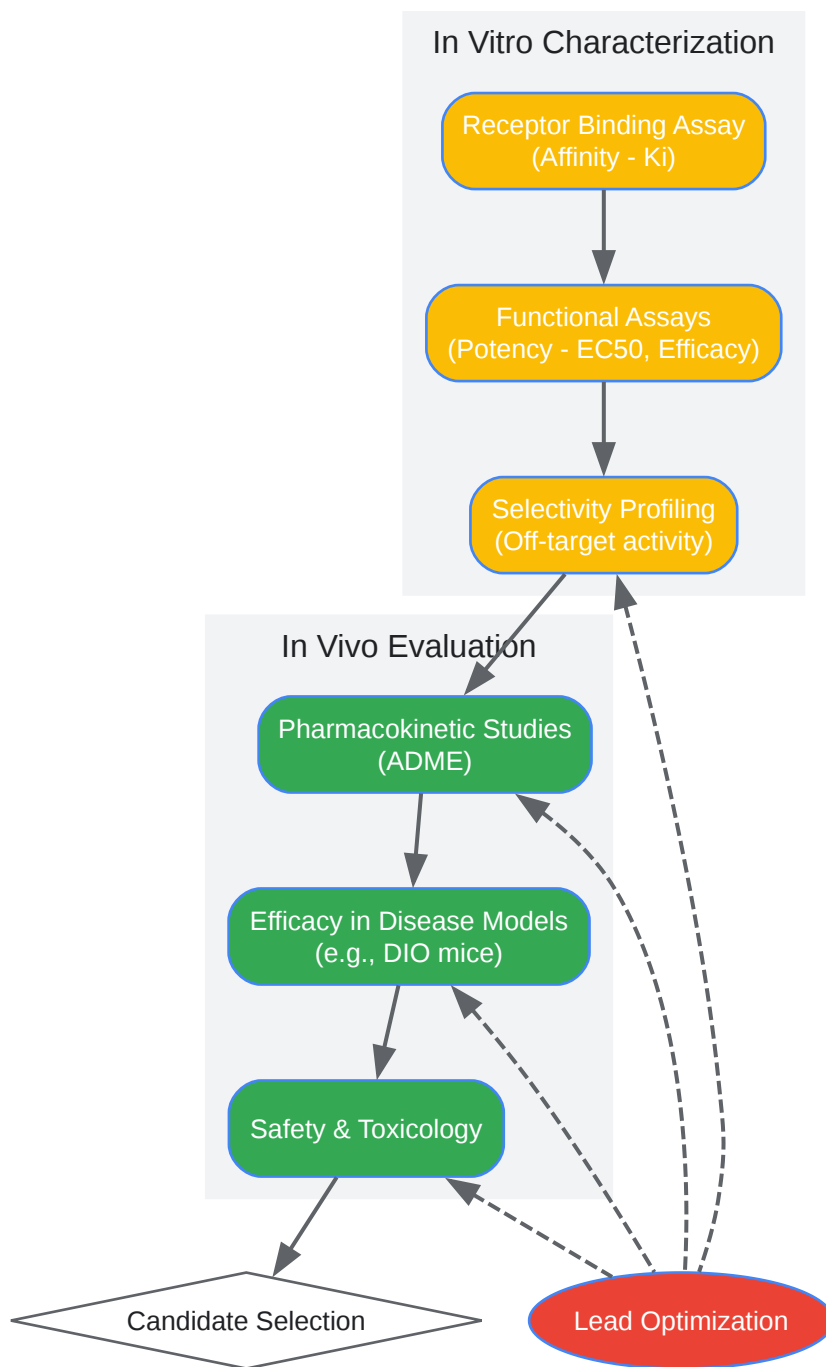 In Vitro Characterization
Receptor Binding Assay
(Affinity - Ki)
Functional Assays
(Potency - EC50, Efficacy)
Selectivity Profiling
(Off-target activity)
In Vivo Evaluation
Pharmacokinetic Studies
(ADME)
Efficacy in Disease Models
(e.g., DIO mice)
Safety & Toxicology
Candidate Selection
Lead Optimization